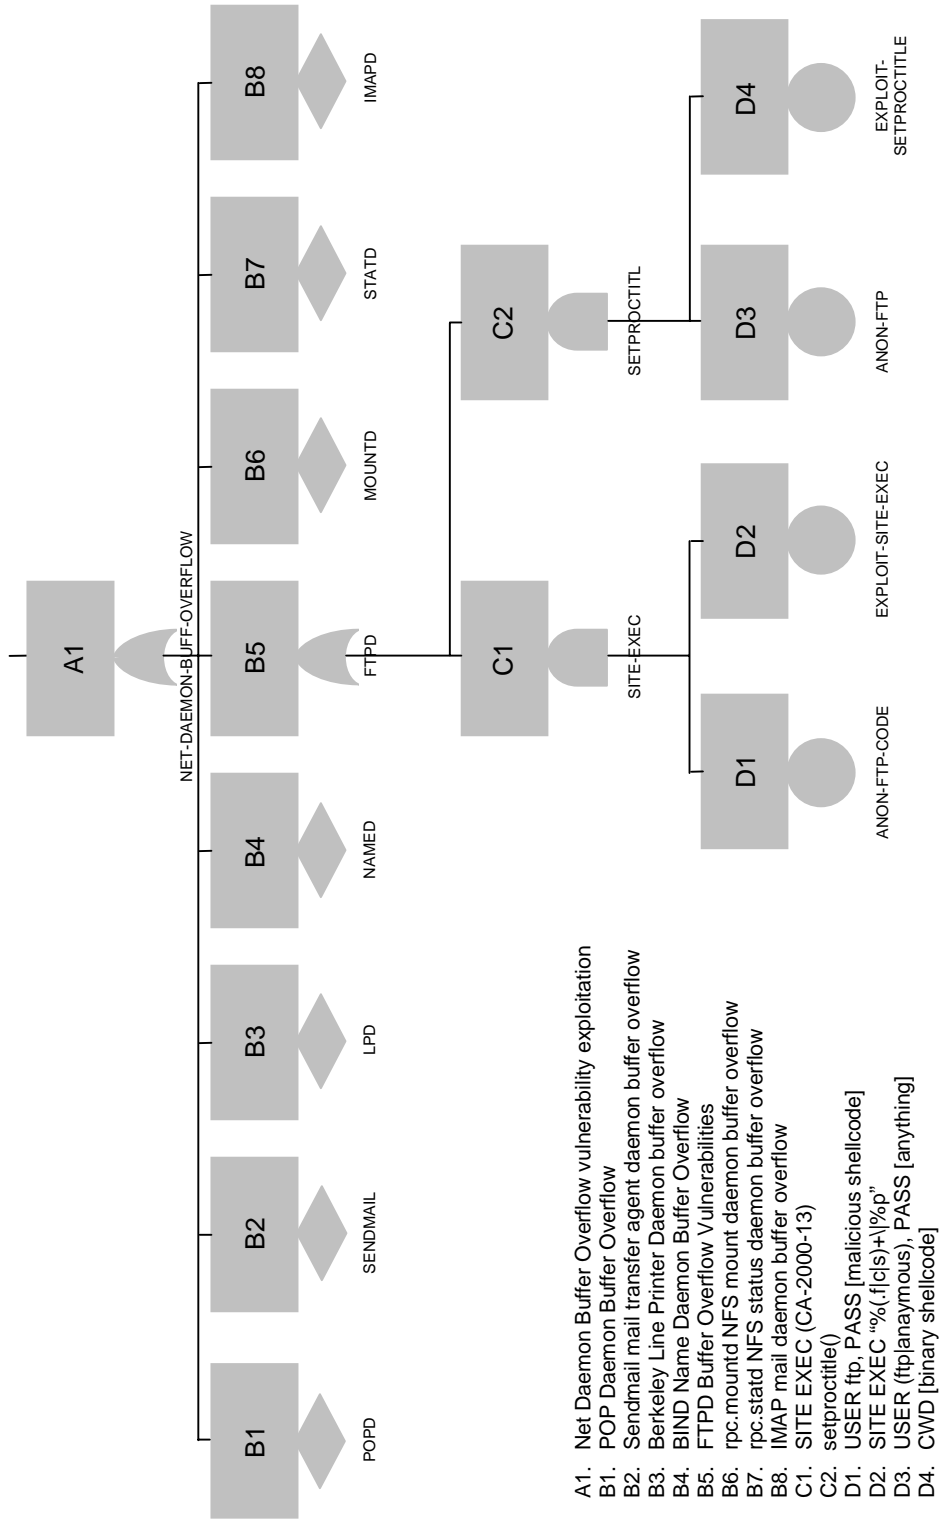 A1
NET-DAEMON-BUFF-OVERFLOW
B1
B2
B3
B4
B5
B6
B7
B8
POPD
SENDMAIL
LPD
NAMED
FTPD
MOUNTD
STATD
IMAPD
C1
C2
SITE-EXEC
SETPROCTITL
D1
D2
D3
D4
ANON-FTP-CODE
EXPLOIT-SITE-EXEC
ANON-FTP
EXPLOIT-
SETPROCTITLE
A1. Net Daemon Buffer Overflow vulnerability exploitation
B1. POP Daemon Buffer Overflow
B2. Sendmail mail transfer agent daemon buffer overflow
B3. Berkeley Line Printer Daemon buffer overflow
B4. BIND Name Daemon Buffer Overflow
B5. FTPD Buffer Overflow Vulnerabilities
B6. rpc.mountd NFS mount daemon buffer overflow
B7. rpc.statd NFS status daemon buffer overflow
B8. IMAP mail daemon buffer overflow
C1. SITE EXEC (CA-2000-13)
C2. setproctitle()
D1. USER ftp, PASS [malicious shellcode]
D2. SITE EXEC “%(.f|c|s)+\|%p”
D3. USER (ftp|anaymous), PASS [anything]
D4. CWD [binary shellcode]